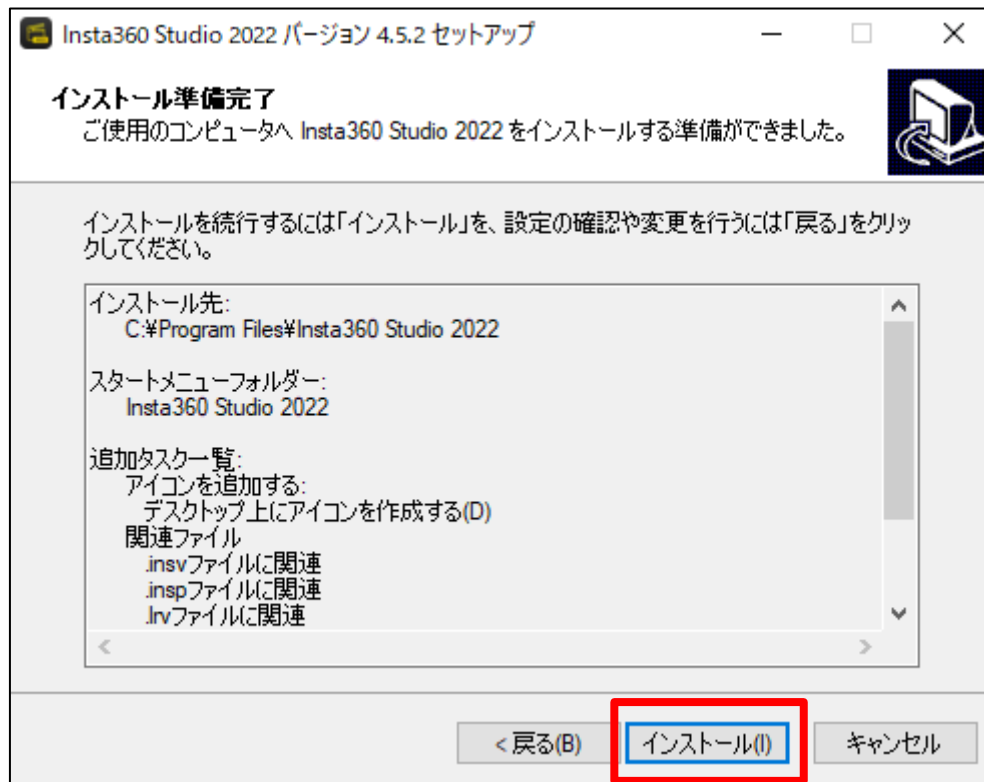 Insta360 Studio 2022 バージョン 4.5.2 セットアップ
インストール準備完了
ご使用のコンピュータへ Insta360 Studio 2022 をインストールする準備ができました。
インストールを続行するには「インストール」を、設定の確認や変更を行うには「戻る」をクリッ
クしてください。
インストール先:
C:¥Program Files¥Insta360 Studio 2022
スタートメニューフォルダー:
Insta360 Studio 2022
追加タスク一覧:
アイコンを追加する:
デスクトップ上にアイコンを作成する(D)
関連ファイル
.insvファイルに関連
.inspファイルに関連
.lrvファイルに関連
< 戻る(B) インストール(I) キャンセル